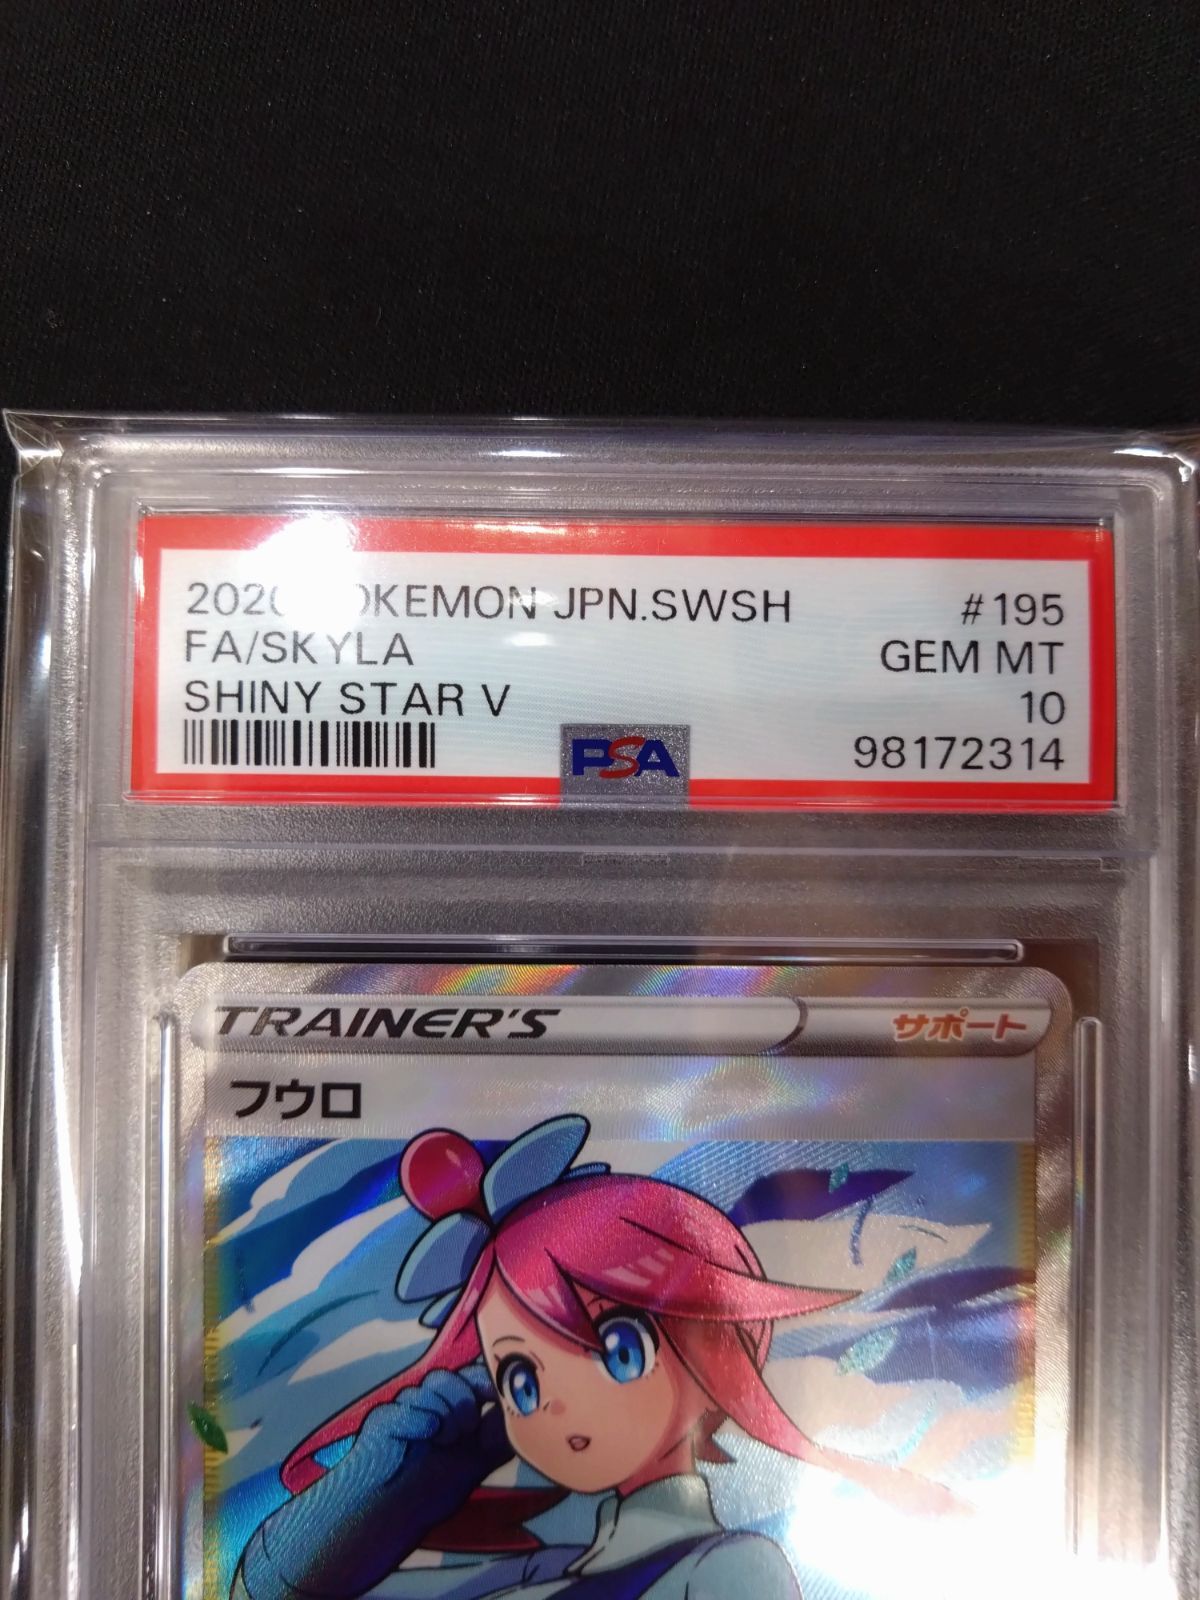 2020 POKEMON JPN.SWSH #195
FA/SKYLA GEM MT
SHINY STAR V 10
PSA 98172314
TRAINER'S サポート
フウロ